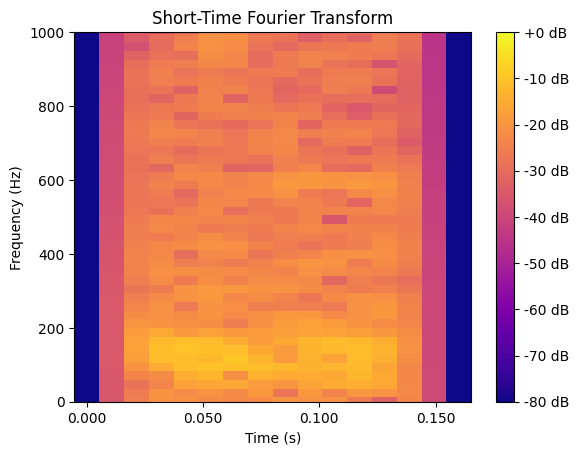 Short-Time Fourier Transform
1000
800
600
400
200
0
Frequency (Hz)
0.000
0.050
0.100
0.150
Time (s)
+0 dB
-10 dB
-20 dB
-30 dB
-40 dB
-50 dB
-60 dB
-70 dB
-80 dB